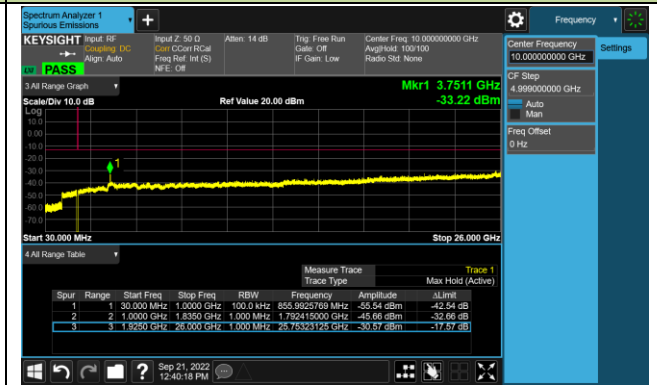 Spectrum Analyzer 1
Spurious Emissions
Frequency
KEYSIGHT
Input: RF
Coupling: DC
Align: Auto
Input Z: 50 Ω
Corr CCorr RCal
Freq Ref: Int (S)
NFE: Off
Atten: 14 dB
Trig: Free Run
Gate: Off
IF Gain: Low
Center Freq: 10.000000000 GHz
Avg|Hold: 100/100
Radio Std: None
PASS
Center Frequency
10.000000000 GHz
Settings
CF Step
4.999000000 GHz
Auto
Man
Freq Offset
0 Hz
3 All Range Graph
Mkr1 3.7511 GHz
Scale/Div 10.0 dB
Ref Value 20.00 dBm
-33.22 dBm
Log
10.0
0.00
-10.0
-20.0
-30.0
-40.0
-50.0
-60.0
-70.0
1
Start 30.000 MHz
Stop 26.000 GHz
4 All Range Table
Measure Trace Trace 1
Trace Type Max Hold (Active)
Spur Range Start Freq Stop Freq RBW Frequency Amplitude ΔLimit
1 1 30.000 MHz 1.0000 GHz 100.0 kHz 855.9925769 MHz -55.54 dBm -42.54 dB
2 2 1.0000 GHz 1.8350 GHz 1.000 MHz 1.792415000 GHz -45.66 dBm -32.66 dB
3 3 1.9250 GHz 26.000 GHz 1.000 MHz 25.75323125 GHz -30.57 dBm -17.57 dB
Sep 21, 2022
12:40:18 PM